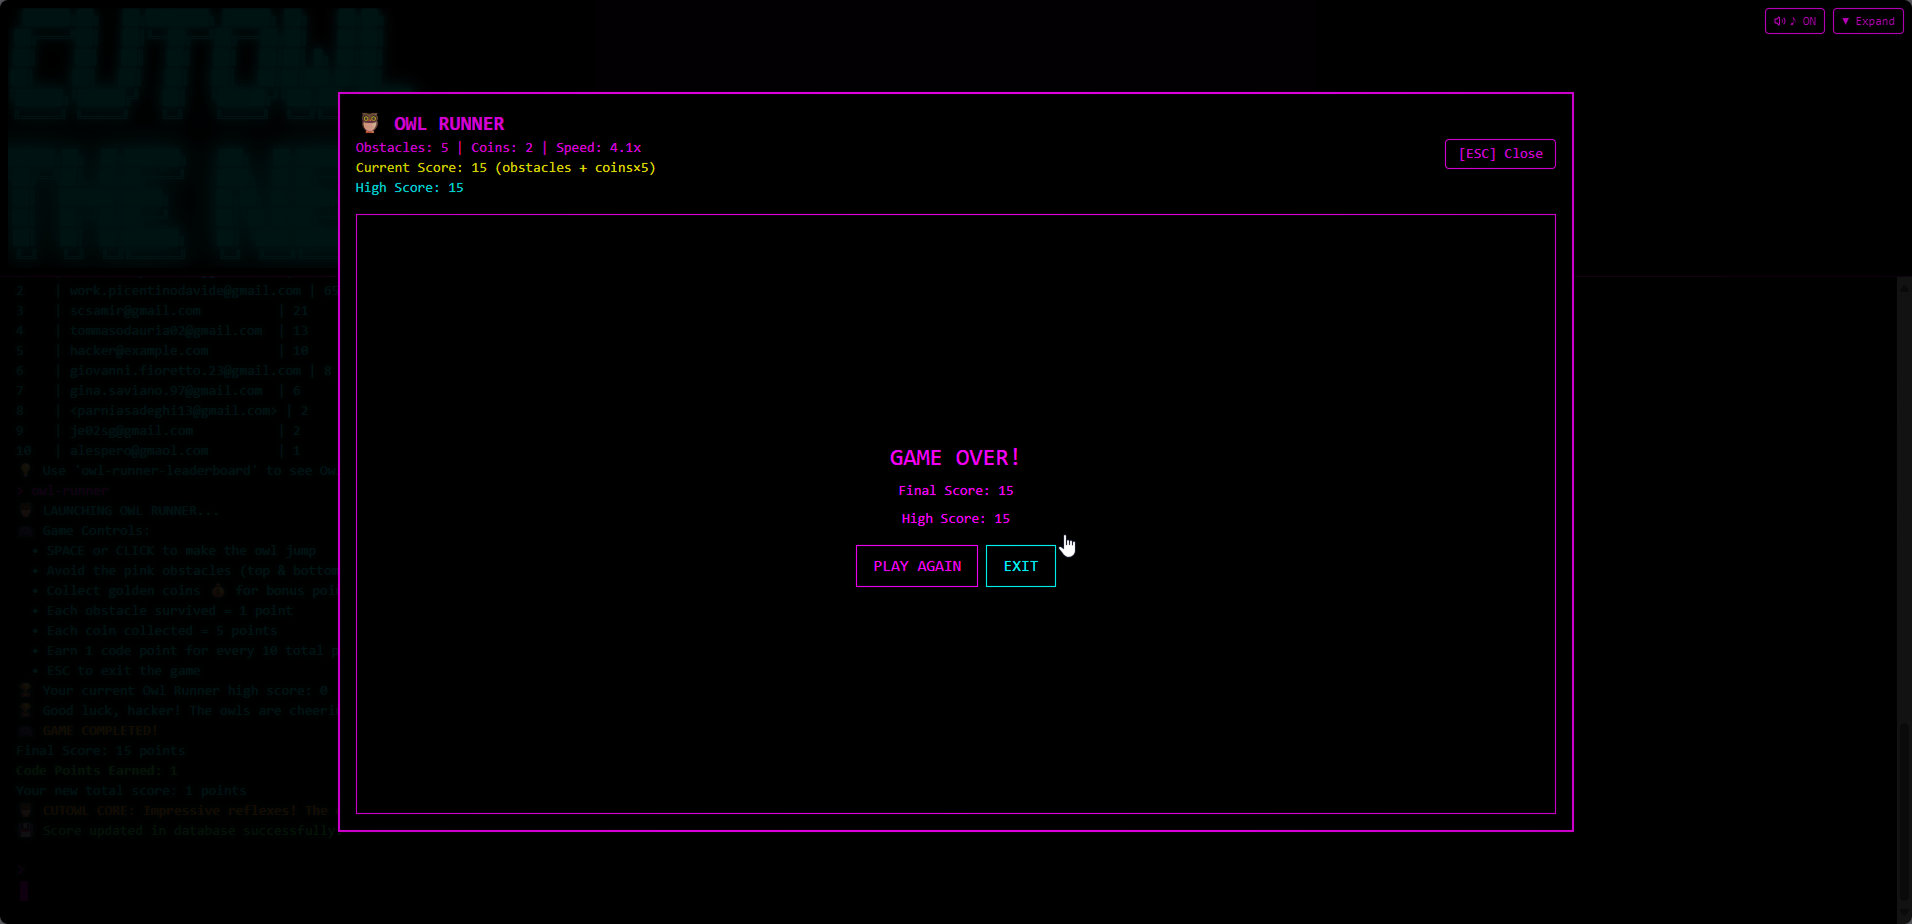 ♪ ON
▼ Expand
CUTOWL
THE NE
OWL RUNNER
Obstacles: 5 | Coins: 2 | Speed: 4.1x
Current Score: 15 (obstacles + coins×5)
High Score: 15
[ESC] Close
GAME OVER!
Final Score: 15
High Score: 15
PLAY AGAIN
EXIT
2 | work.picentinodavide@gmail.com | 65
3 | scsamir@gmail.com | 21
4 | tommasodauria02@gmail.com | 13
5 | hacker@example.com | 10
6 | giovanni.fioretto.23@gmail.com | 8
7 | gina.saviano.97@gmail.com | 6
8 | <parniasadeghi13@gmail.com> | 2
9 | je02sg@gmail.com | 2
10 | alespero@gmaol.com | 1
Use 'owl-runner-leaderboard' to see Ow
> owl-runner
LAUNCHING OWL RUNNER...
Game Controls:
• SPACE or CLICK to make the owl jump
• Avoid the pink obstacles (top & bottom
• Collect golden coins for bonus poi
• Each obstacle survived = 1 point
• Each coin collected = 5 points
• Earn 1 code point for every 10 total p
• ESC to exit the game
Your current Owl Runner high score: 0
Good luck, hacker! The owls are cheeri
GAME COMPLETED!
Final Score: 15 points
Code Points Earned: 1
Your new total score: 1 points
CUTOWL CORE: Impressive reflexes! The
Score updated in database successfully
>